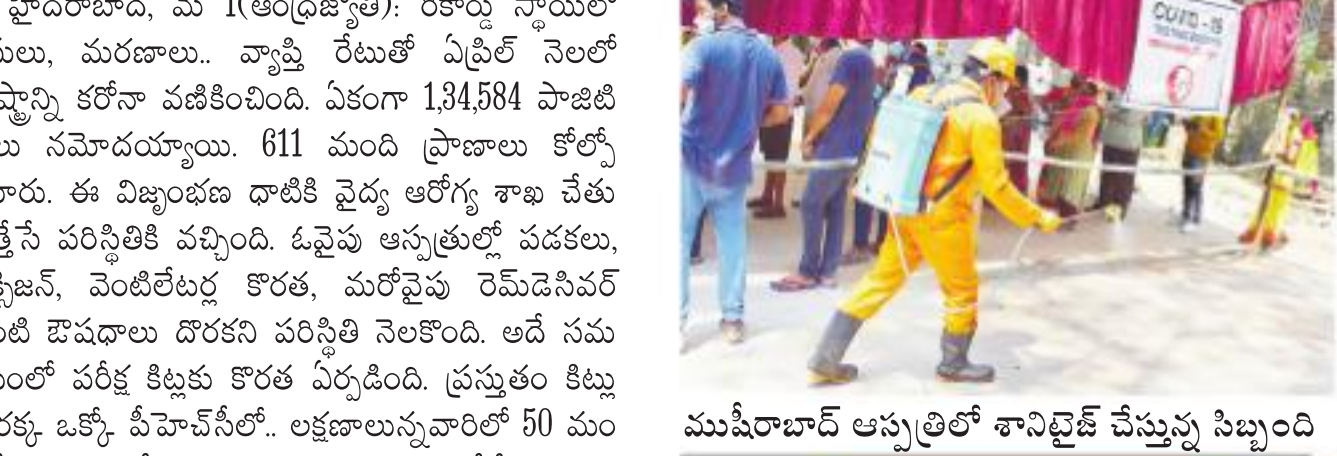 హైదరాబాద్, మే 1(ఆంధ్రజ్యోతి): రికార్డు స్థాయిలో
మరణాలు.. వ్యాప్తి రేటుతో ఏప్రిల్ నెలలో
కరోనా వణికించింది. ఏకంగా 1,34,584 పాజిటి
నమోదయ్యాయి. 611 మంది ప్రాణాలు కోల్పో
ఈ విజృంభణ ధాటికి వైద్య ఆరోగ్య శాఖ చేతు
పరిస్థితికి వచ్చింది. ఓవైపు ఆస్పత్రుల్లో పడకలు,
వెంటిలేటర్ల కొరత, మరోవైపు రెమ్‌డెసివర్
ఔషధాలు దొరకని పరిస్థితి నెలకొంది. అదే సమ
పరీక్ష కిట్లకు కొరత ఏర్పడింది. ప్రస్తుతం కిట్లు
ఒక్కో పీహెచ్‌సీలో.. లక్షణాలున్నవారిలో 50 మం
COVID-19
ముషీరాబాద్ ఆస్పత్రిలో శానిటైజ్ చేస్తున్న సిబ్బంది